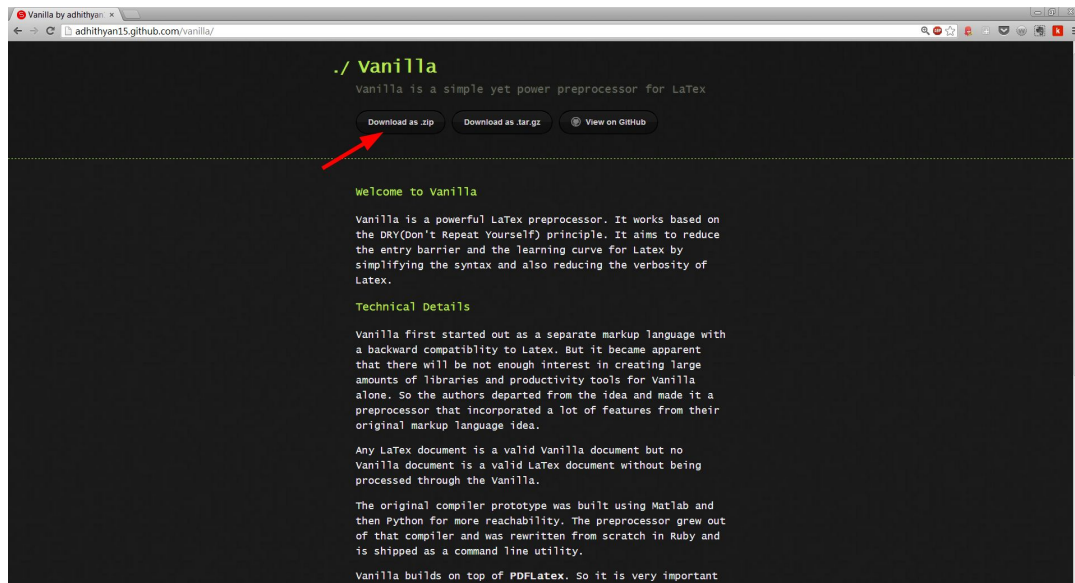 Vanilla by adhithyan
adhithyan15.github.com/vanilla/
./ Vanilla
Vanilla is a simple yet power preprocessor for LaTex
Download as .zip
Download as .tar.gz
View on GitHub
Welcome to Vanilla
Vanilla is a powerful LaTex preprocessor. It works based on
the DRY(Don't Repeat Yourself) principle. It aims to reduce
the entry barrier and the learning curve for Latex by
simplifying the syntax and also reducing the verbosity of
Latex.
Technical Details
Vanilla first started out as a separate markup language with
a backward compatiblity to Latex. But it became apparent
that there will be not enough interest in creating large
amounts of libraries and productivity tools for Vanilla
alone. So the authors departed from the idea and made it a
preprocessor that incorporated a lot of features from their
original markup language idea.
Any LaTex document is a valid Vanilla document but no
Vanilla document is a valid LaTex document without being
processed through the Vanilla.
The original compiler prototype was built using Matlab and
then Python for more reachability. The preprocessor grew out
of that compiler and was rewritten from scratch in Ruby and
is shipped as a command line utility.
Vanilla builds on top of PDFLatex. So it is very important